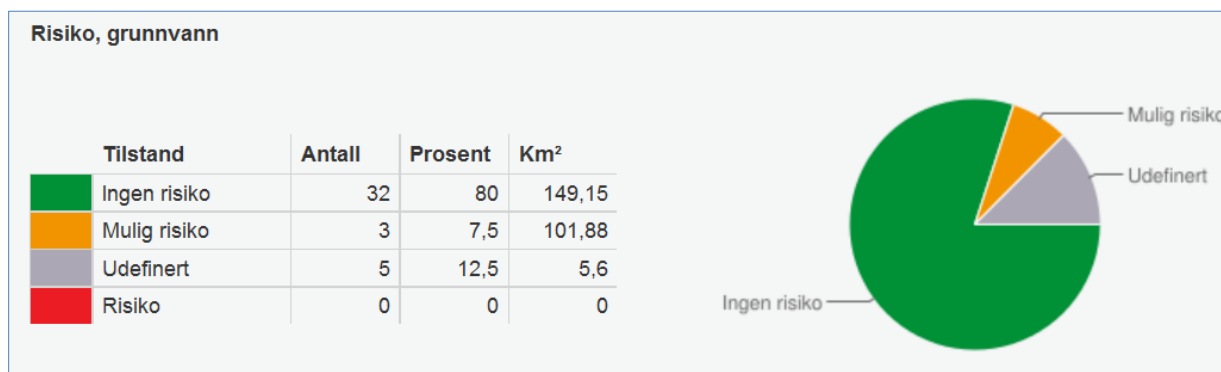 Risiko, grunnvann
Tilstand Antall Prosent Km²
Ingen risiko 32 80 149,15
Mulig risiko 3 7,5 101,88
Udefinert 5 12,5 5,6
Risiko 0 0 0
Mulig risiko
Udefinert
Ingen risiko